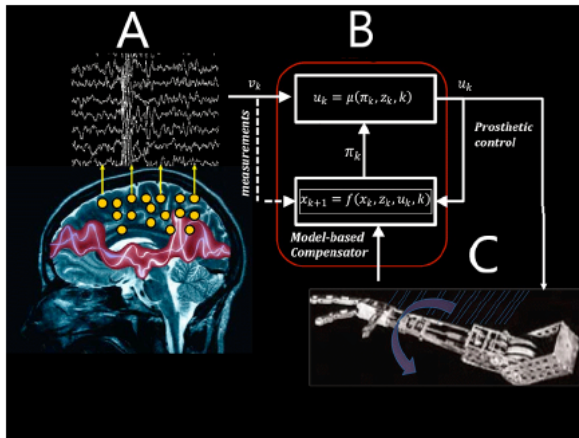 A
B
v_k
u_k = μ(π_k, z_k, k)
u_k
measurements
π_k
Prosthetic
control
x_{k+1} = f(x_k, z_k, u_k, k)
Model-based
Compensator
C